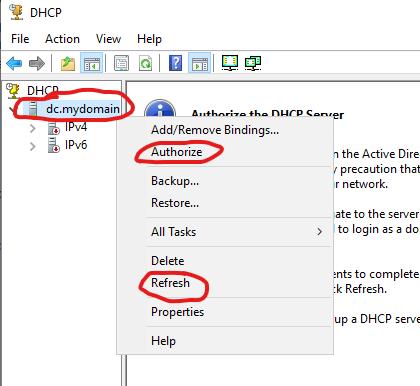 DHCP
File Action View Help
DHCP
dc.mydomain
IPv4
IPv6
Authorize the DHCP Server
Add/Remove Bindings...
Authorize
Backup...
Restore...
All Tasks
Delete
Refresh
Properties
Help
n the Active Direc
y precaution that
r network.
ate to the server
to login as a do
ents to complete
ck Refresh.
up a DHCP serve